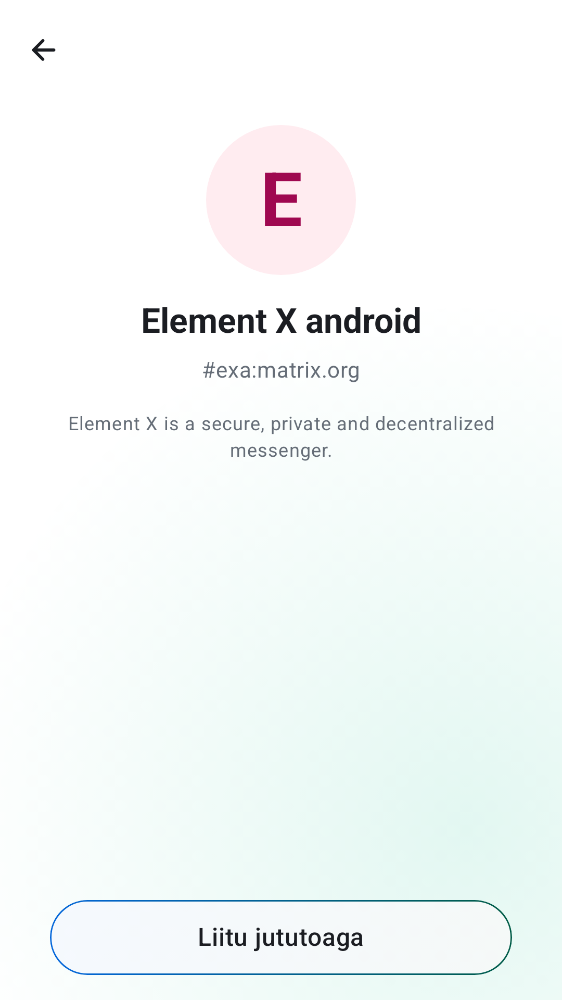 E
Element X android
#exa:matrix.org
Element X is a secure, private and decentralized
messenger.
Liitu jututoaga